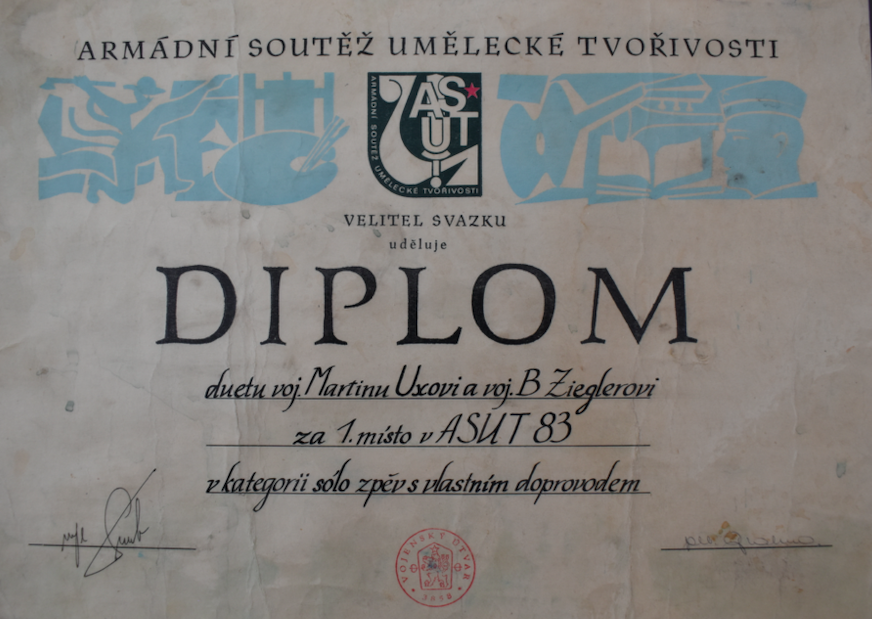 ARMÁDNÍ SOUTĚŽ UMĚLECKÉ TVOŘIVOSTI
ASUT
ARMÁDNÍ SOUTĚŽ UMĚLECKÉ TVOŘIVOSTI
VELITEL SVAZKU
uděluje
DIPLOM
duetu voj. Martinu Uxovi a voj. B Zieglerovi
za 1. místo v ASUT 83
v kategorii sólo zpěv s vlastním doprovodem
VOJENSKÝ ÚTVAR